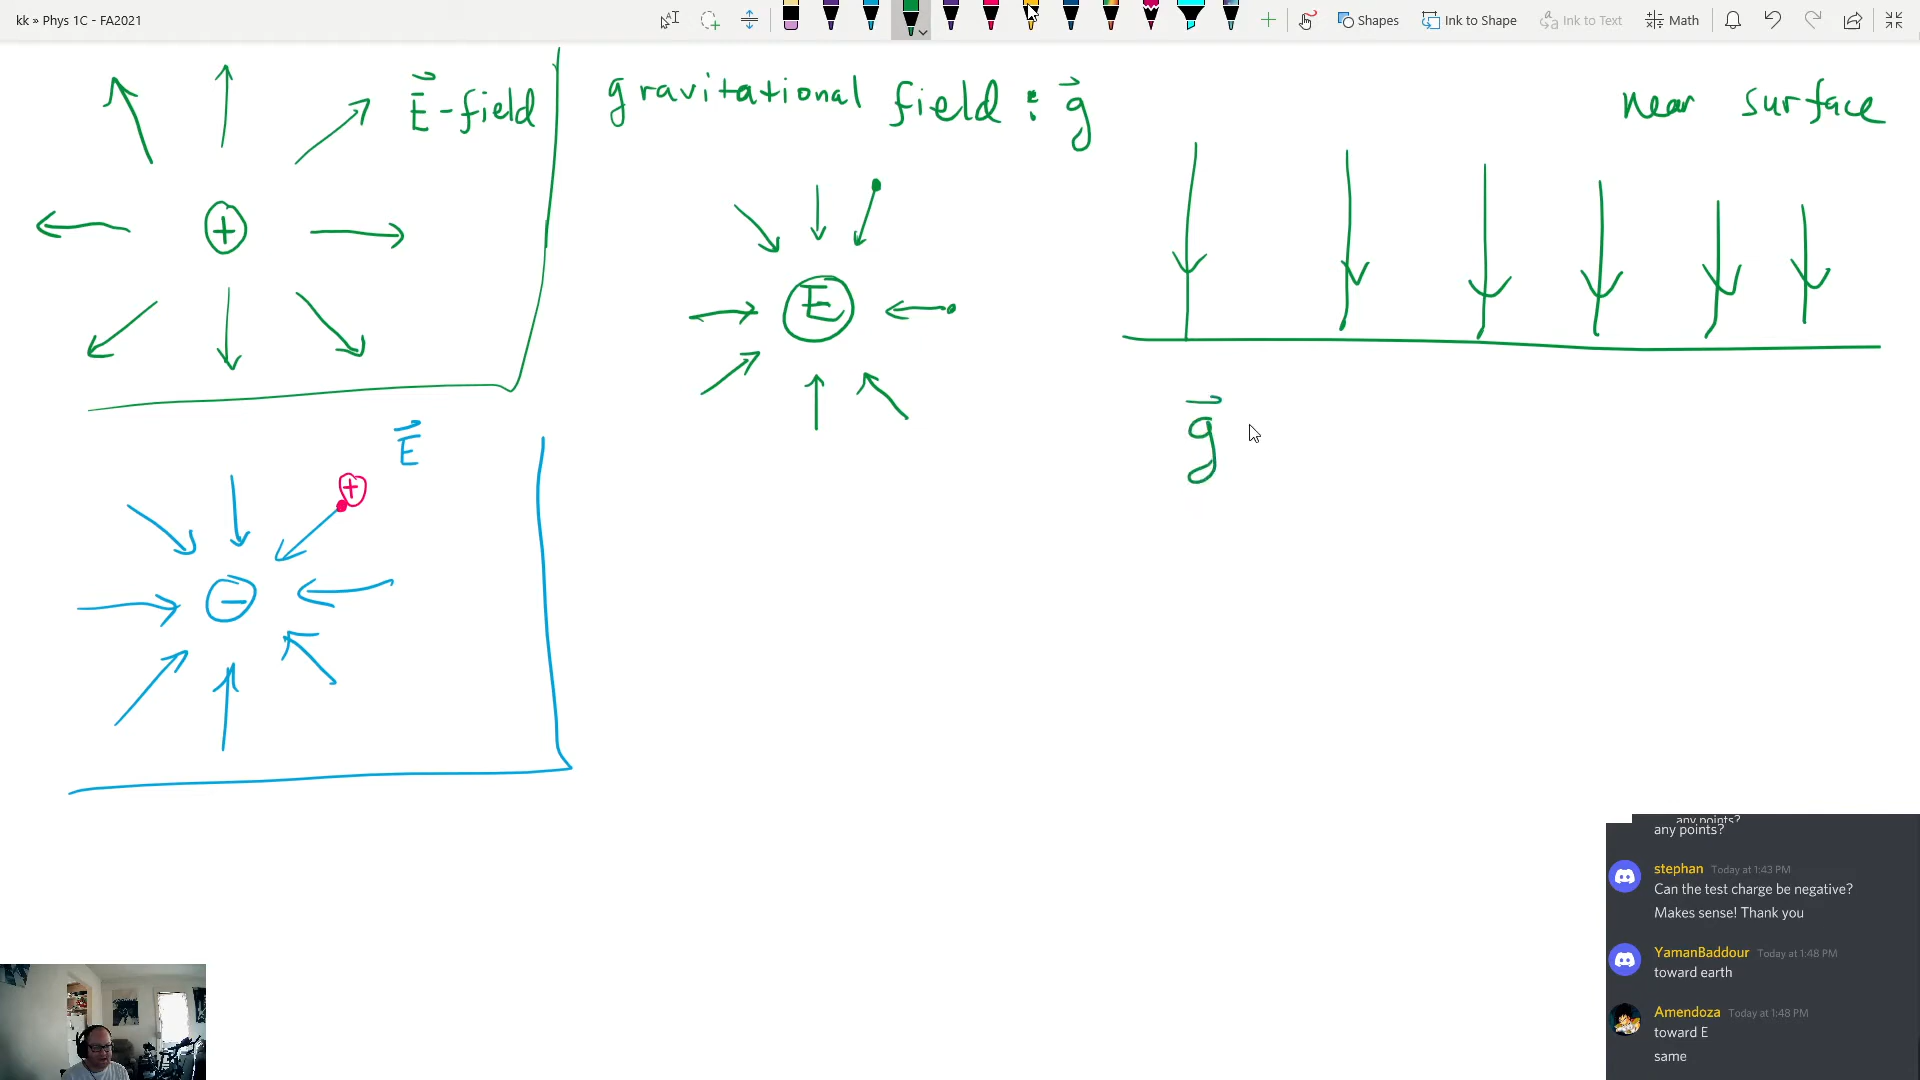 kk » Phys 1C - FA2021
Shapes
Ink to Shape
Ink to Text
Math
E-field
gravitational field : g
near surface
+
E
g
E
+
−
any points?
any points?
stephan Today at 1:43 PM
Can the test charge be negative?
Makes sense! Thank you
YamanBaddour Today at 1:48 PM
toward earth
Amendoza Today at 1:48 PM
toward E
same